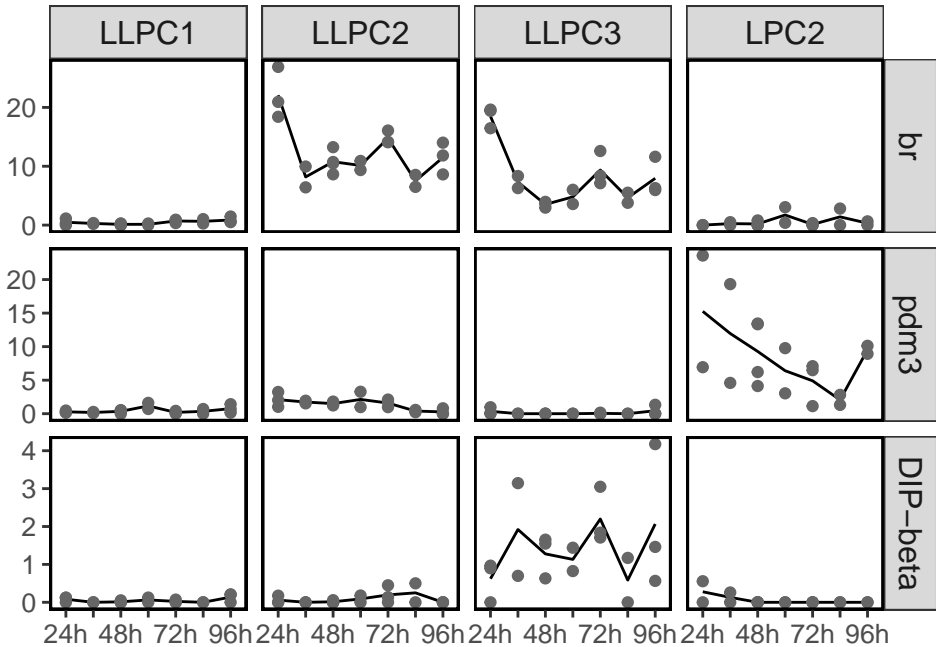 LLPC1 LLPC2 LLPC3 LPC2
20
10
0
br
20
15
10
5
0
pdm3
4
3
2
1
0
DIP−beta
24h 48h 72h 96h 24h 48h 72h 96h 24h 48h 72h 96h 24h 48h 72h 96h